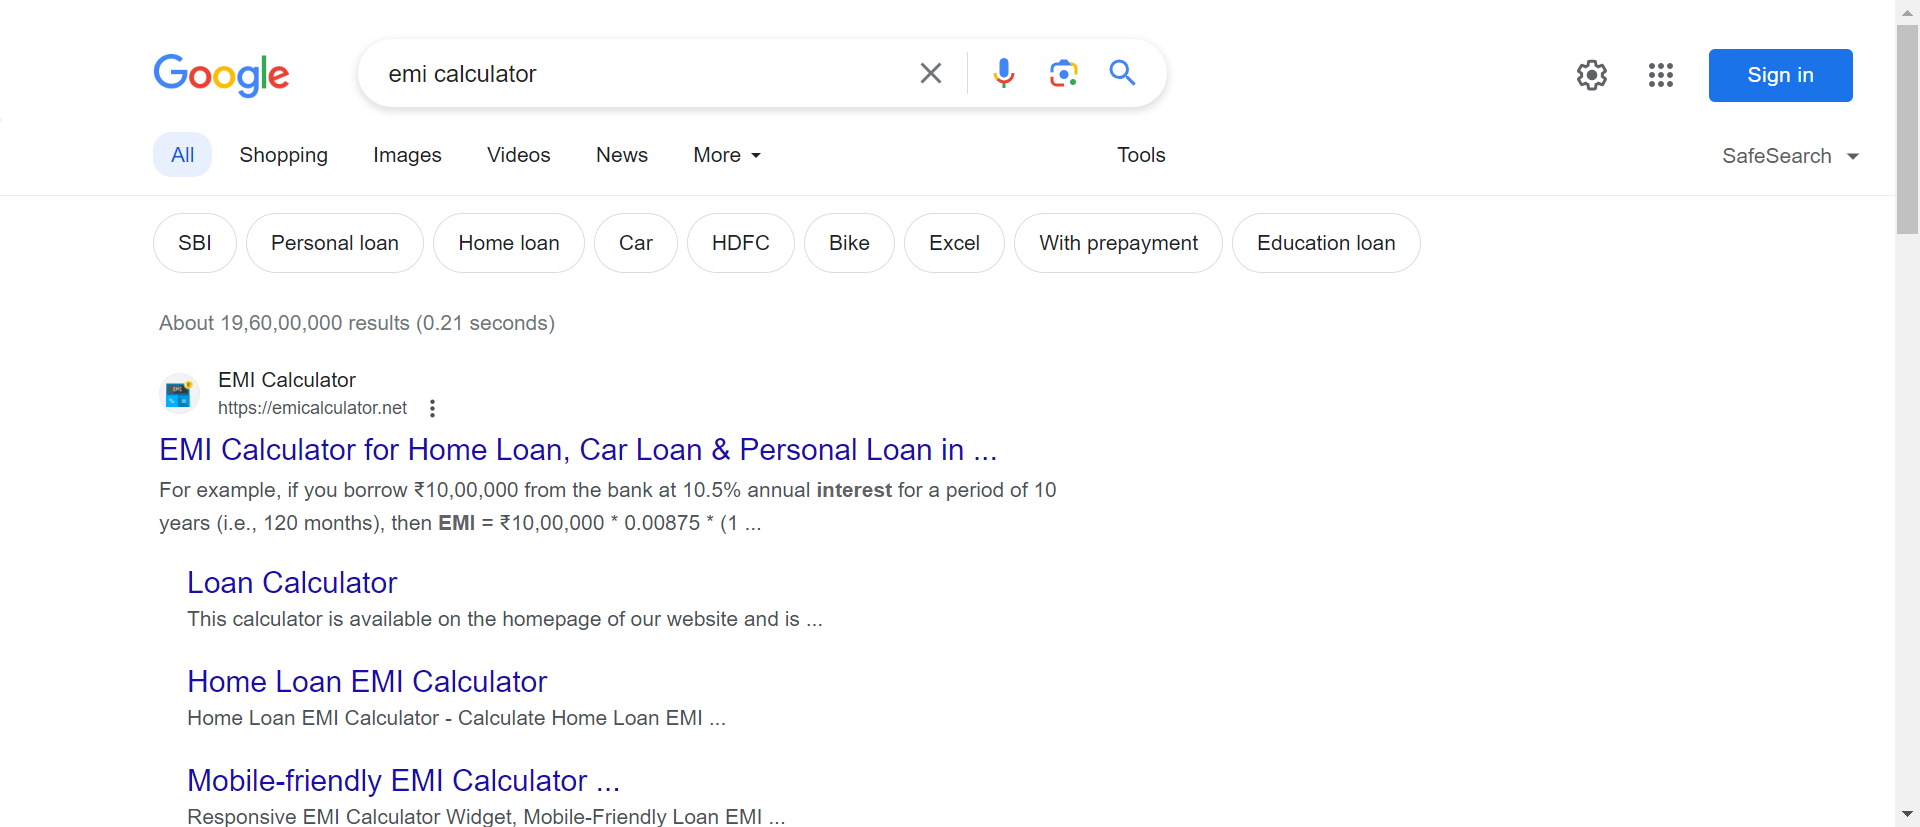 Google
emi calculator
Sign in
All Shopping Images Videos News More Tools SafeSearch
SBI Personal loan Home loan Car HDFC Bike Excel With prepayment Education loan
About 19,60,00,000 results (0.21 seconds)
EMI Calculator
https://emicalculator.net
EMI Calculator for Home Loan, Car Loan & Personal Loan in ...
For example, if you borrow ₹10,00,000 from the bank at 10.5% annual interest for a period of 10
years (i.e., 120 months), then EMI = ₹10,00,000 * 0.00875 * (1 ...
Loan Calculator
This calculator is available on the homepage of our website and is ...
Home Loan EMI Calculator
Home Loan EMI Calculator - Calculate Home Loan EMI ...
Mobile-friendly EMI Calculator ...
Responsive EMI Calculator Widget, Mobile-Friendly Loan EMI ...